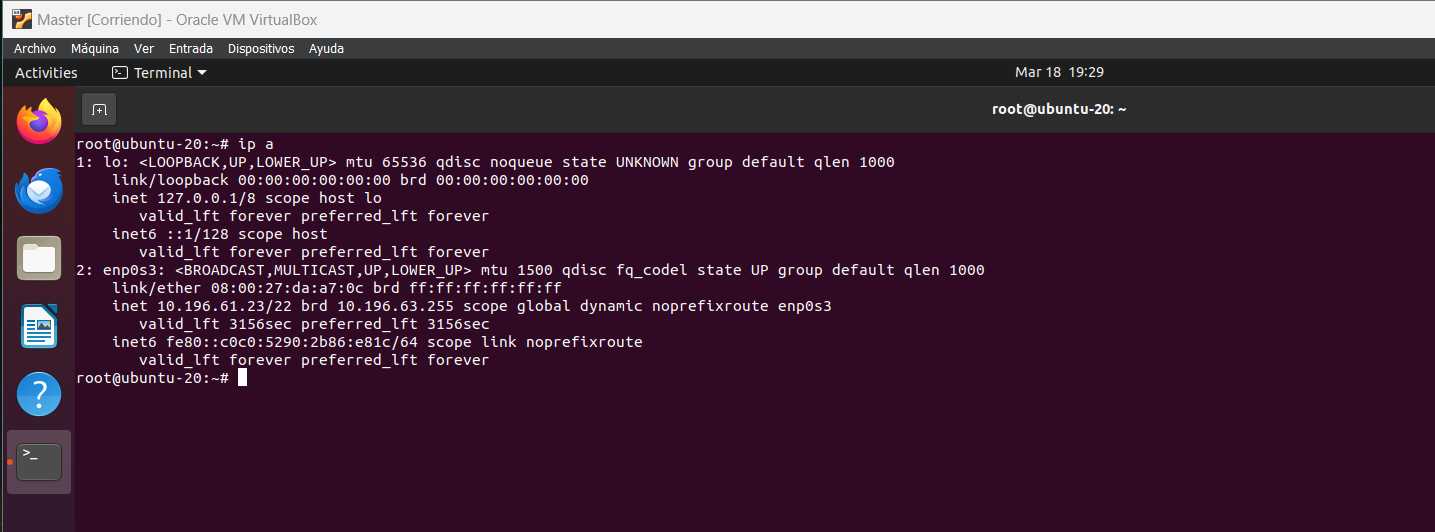 Master [Corriendo] - Oracle VM VirtualBox
Archivo Máquina Ver Entrada Dispositivos Ayuda
Activities Terminal Mar 18 19:29
root@ubuntu-20: ~
root@ubuntu-20:~# ip a
1: lo: <LOOPBACK,UP,LOWER_UP> mtu 65536 qdisc noqueue state UNKNOWN group default qlen 1000
    link/loopback 00:00:00:00:00:00 brd 00:00:00:00:00:00
    inet 127.0.0.1/8 scope host lo
       valid_lft forever preferred_lft forever
    inet6 ::1/128 scope host
       valid_lft forever preferred_lft forever
2: enp0s3: <BROADCAST,MULTICAST,UP,LOWER_UP> mtu 1500 qdisc fq_codel state UP group default qlen 1000
    link/ether 08:00:27:da:a7:0c brd ff:ff:ff:ff:ff:ff
    inet 10.196.61.23/22 brd 10.196.63.255 scope global dynamic noprefixroute enp0s3
       valid_lft 3156sec preferred_lft 3156sec
    inet6 fe80::c0c0:5290:2b86:e81c/64 scope link noprefixroute
       valid_lft forever preferred_lft forever
root@ubuntu-20:~#